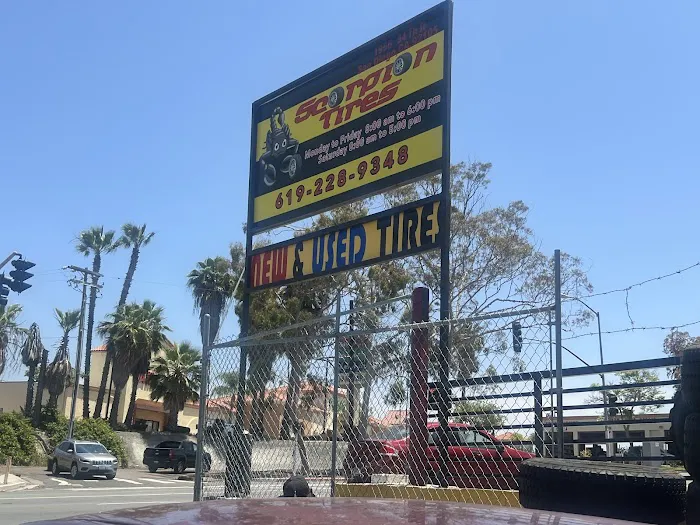 Scorpion
Tires
Monday to Friday 8:00 am to 6:00 pm
Saturday 8:00 am to 5:00 pm
619-228-9348
NEW & USED TIRES